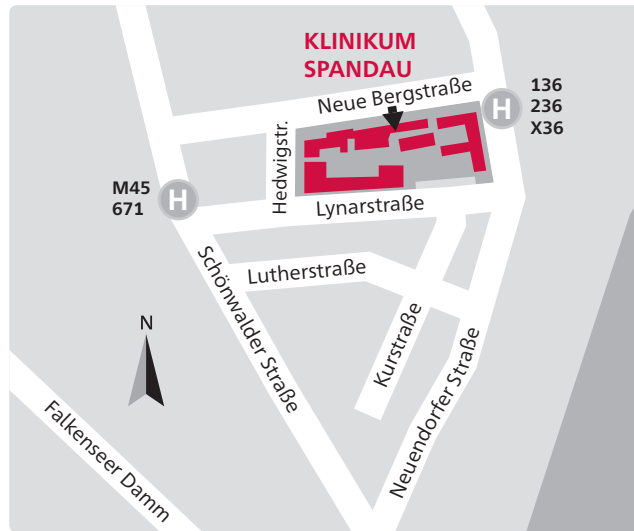 KLINIKUM
SPANDAU
Neue Bergstraße
H
136
236
X36
Hedwigstr.
M45
671
H
Lynarstraße
Schönwalder Straße
Lutherstraße
Kurstraße
Neuendorfer Straße
N
Falkenseer Damm